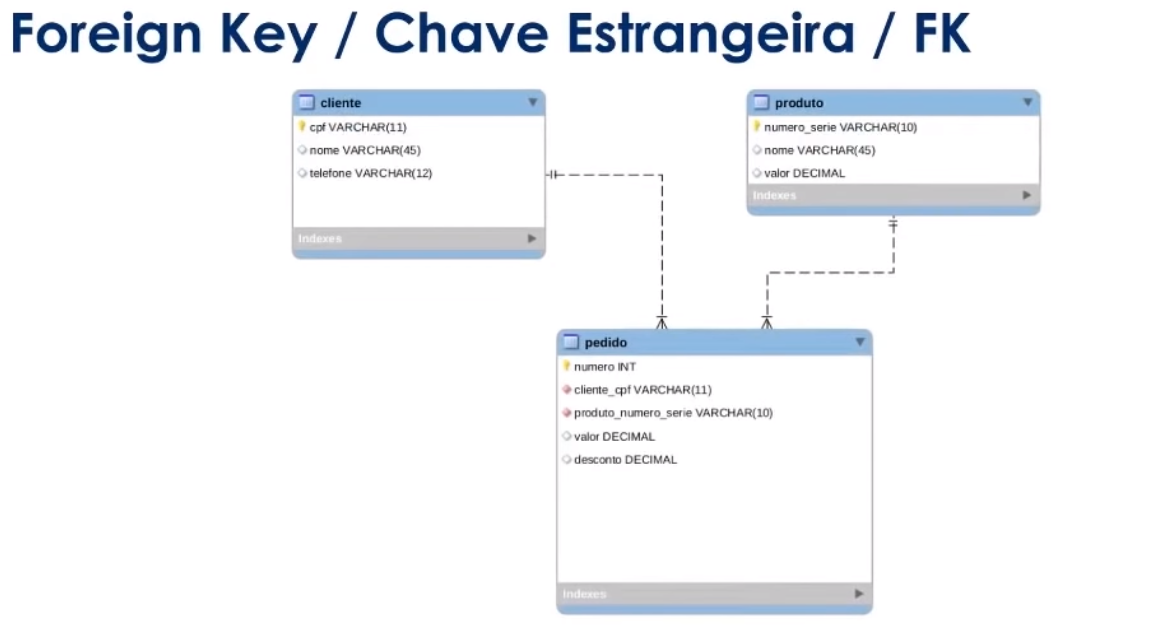 Foreign Key / Chave Estrangeira / FK
cliente
cpf VARCHAR(11)
nome VARCHAR(45)
telefone VARCHAR(12)
Indexes
produto
numero_serie VARCHAR(10)
nome VARCHAR(45)
valor DECIMAL
Indexes
pedido
numero INT
cliente_cpf VARCHAR(11)
produto_numero_serie VARCHAR(10)
valor DECIMAL
desconto DECIMAL
Indexes